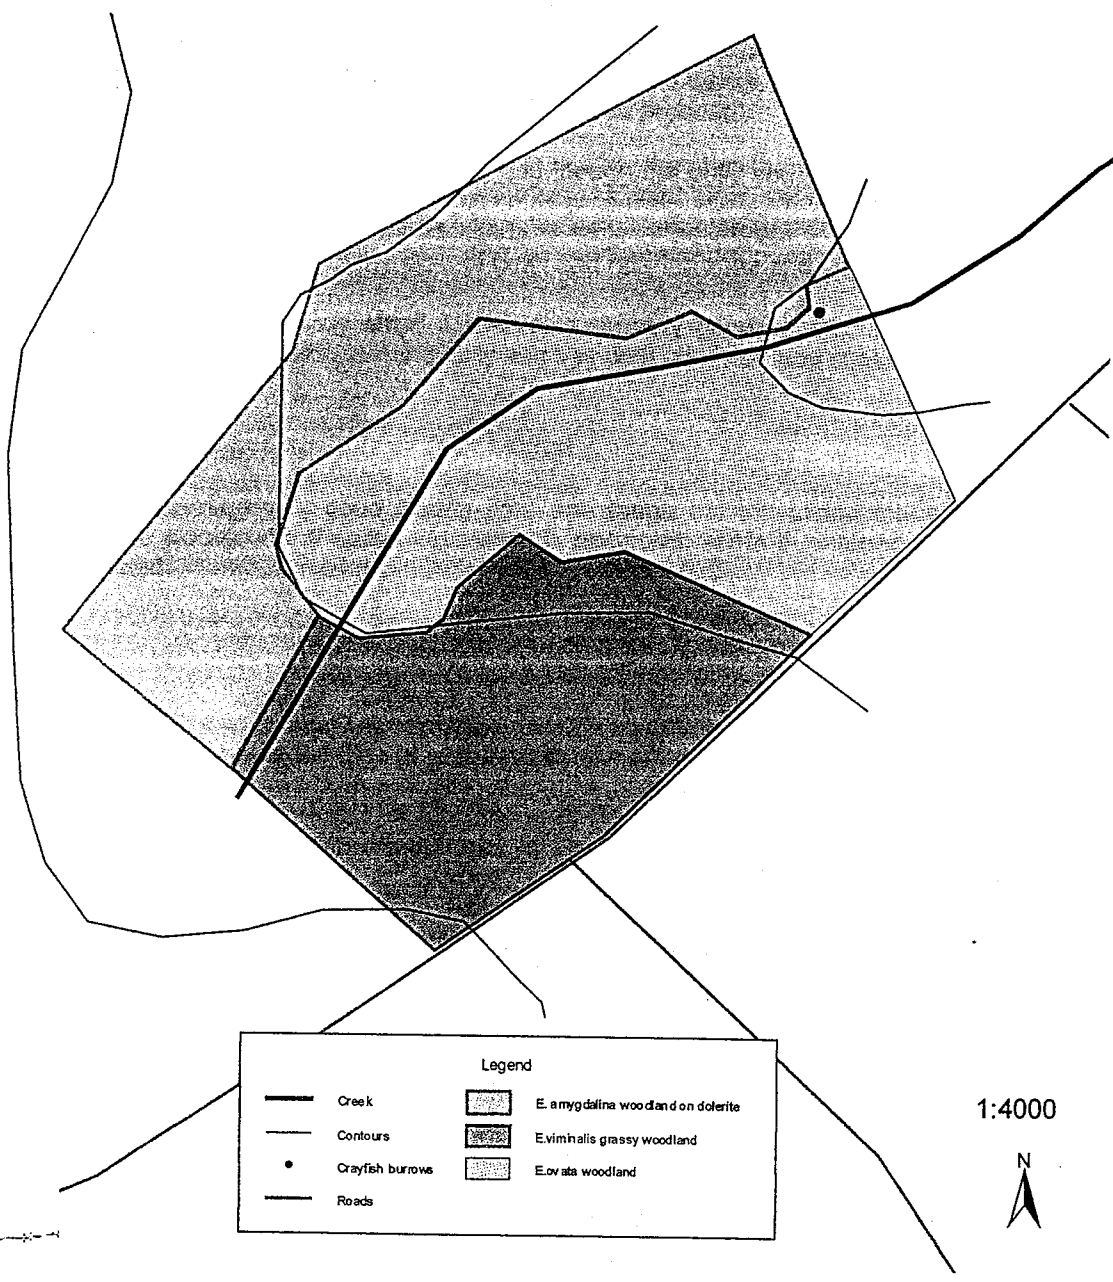 Legend
Creek
Contours
Crayfish burrows
Roads
E. amygdalina woodland on dolerite
E.viminalis grassy woodland
E.ovata woodland
1:4000
N